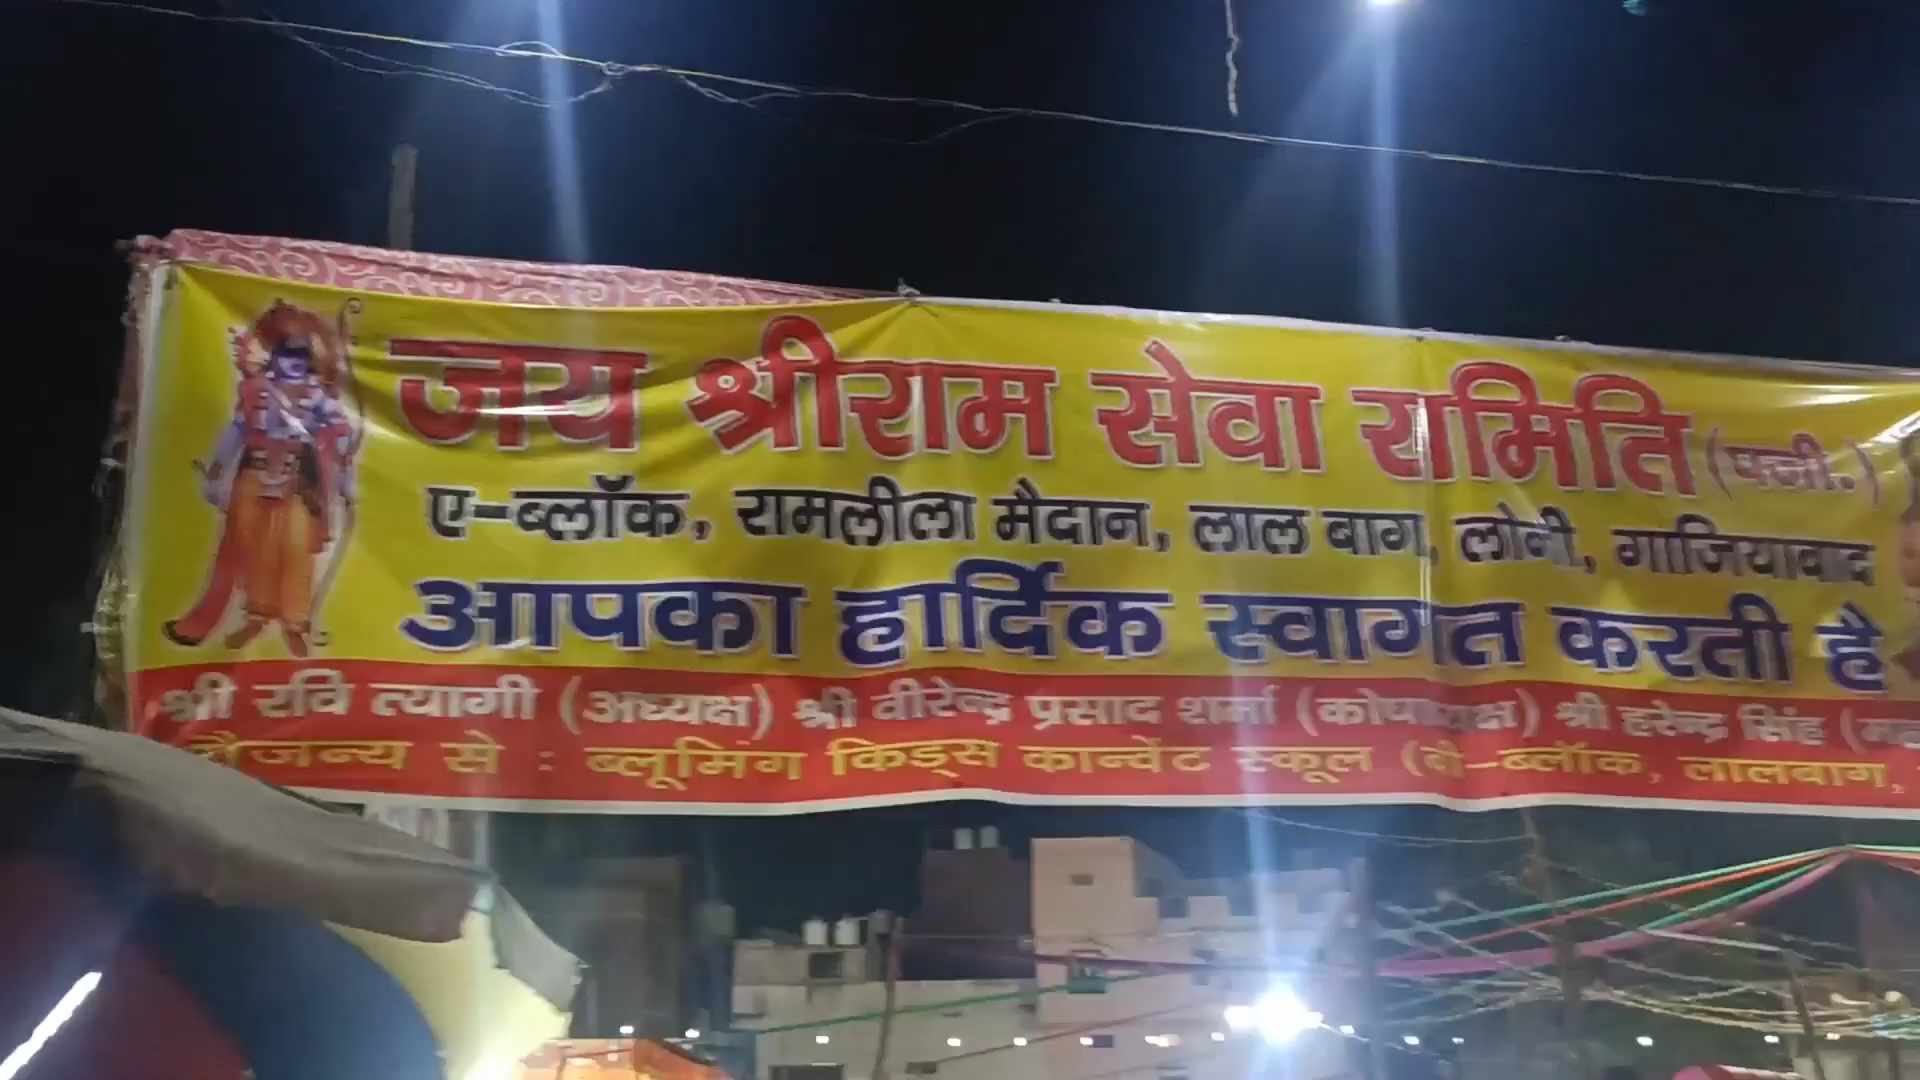 जय श्रीराम सेवा समिति (पंजी.)
ए-ब्लॉक, रामलीला मैदान, लाल बाग, लोनी, गाजियाबाद
आपका हार्दिक स्वागत करती है
श्री रवि त्यागी (अध्यक्ष) श्री वीरेन्द्र प्रसाद शर्मा (कोषाध्यक्ष) श्री हरेन्द्र सिंह
सौजन्य से : ब्लूमिंग किड्स कान्वेंट स्कूल (बी-ब्लॉक, लालबाग,